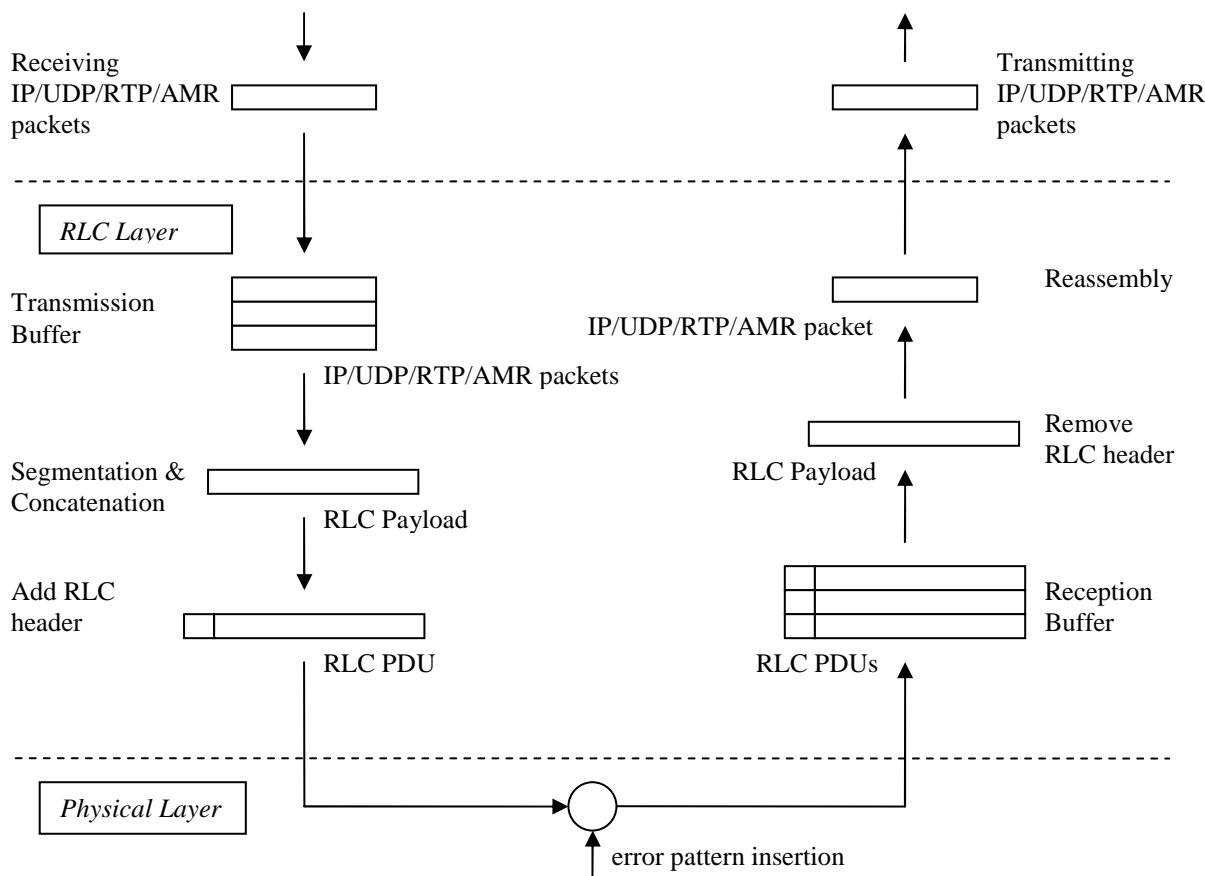 Receiving
IP/UDP/RTP/AMR
packets
Transmitting
IP/UDP/RTP/AMR
packets
RLC Layer
Transmission
Buffer
IP/UDP/RTP/AMR packets
Reassembly
IP/UDP/RTP/AMR packet
Segmentation &
Concatenation
RLC Payload
Remove
RLC header
RLC Payload
Add RLC
header
RLC PDU
Reception
Buffer
RLC PDUs
Physical Layer
error pattern insertion